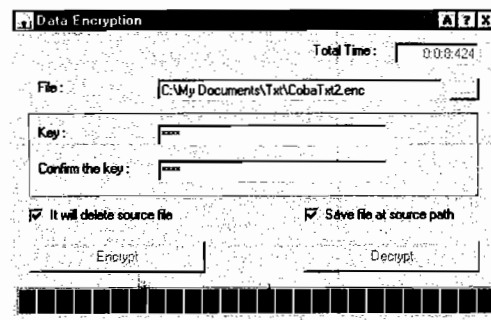 Data Encryption A ? X
Total Time : 0:0:8:424
File : C:\My Documents\Txt\CobaTxt2.enc ...
Key : ****
Confirm the key : ****
It will delete source file Save file at source path
Encrypt Decrypt